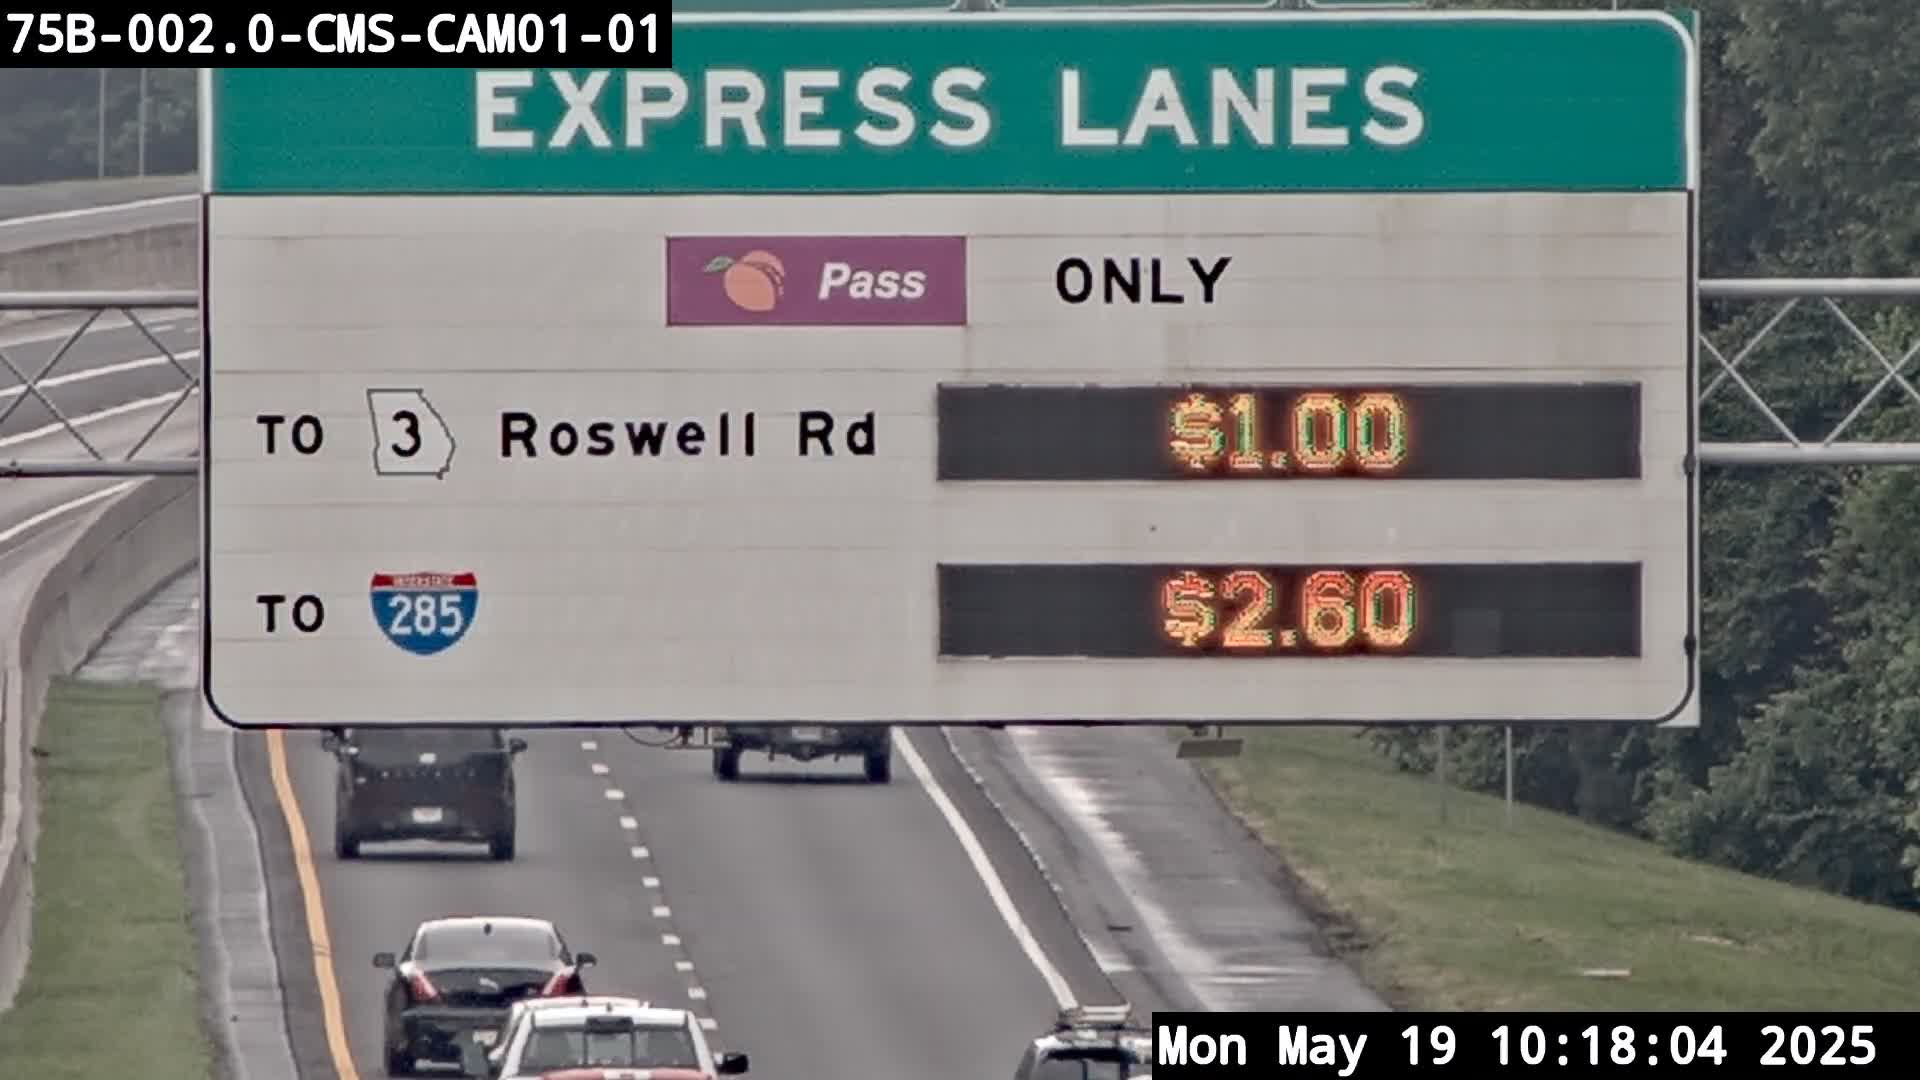 75B-002.0-CMS-CAM01-01
EXPRESS LANES
Pass ONLY
TO 3 Roswell Rd $1.00
INTERSTATE
TO 285 $2.60
Mon May 19 10:18:04 2025